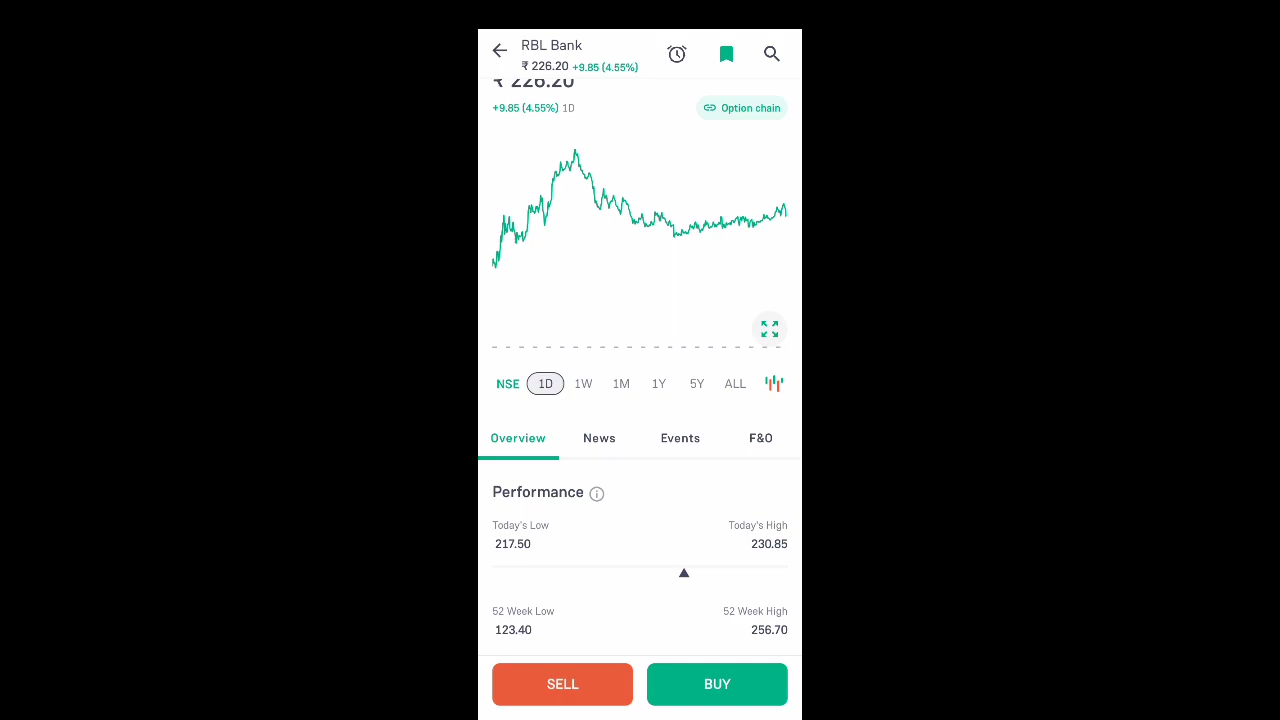 RBL Bank
₹ 226.20 +9.85 (4.55%)
₹ 226.20
+9.85 (4.55%) 1D
Option chain
NSE 1D 1W 1M 1Y 5Y ALL
Overview News Events F&O
Performance
Today's Low Today's High
217.50 230.85
52 Week Low 52 Week High
123.40 256.70
SELL BUY